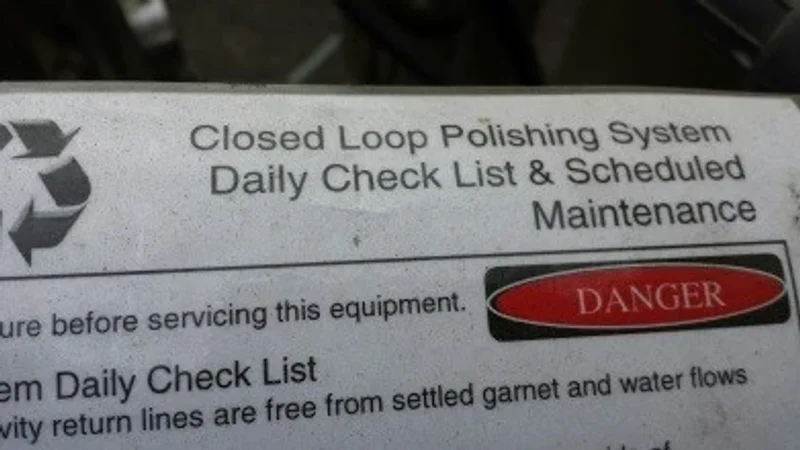 Closed Loop Polishing System
Daily Check List & Scheduled
Maintenance
ure before servicing this equipment.
DANGER
em Daily Check List
vity return lines are free from settled garnet and water flows